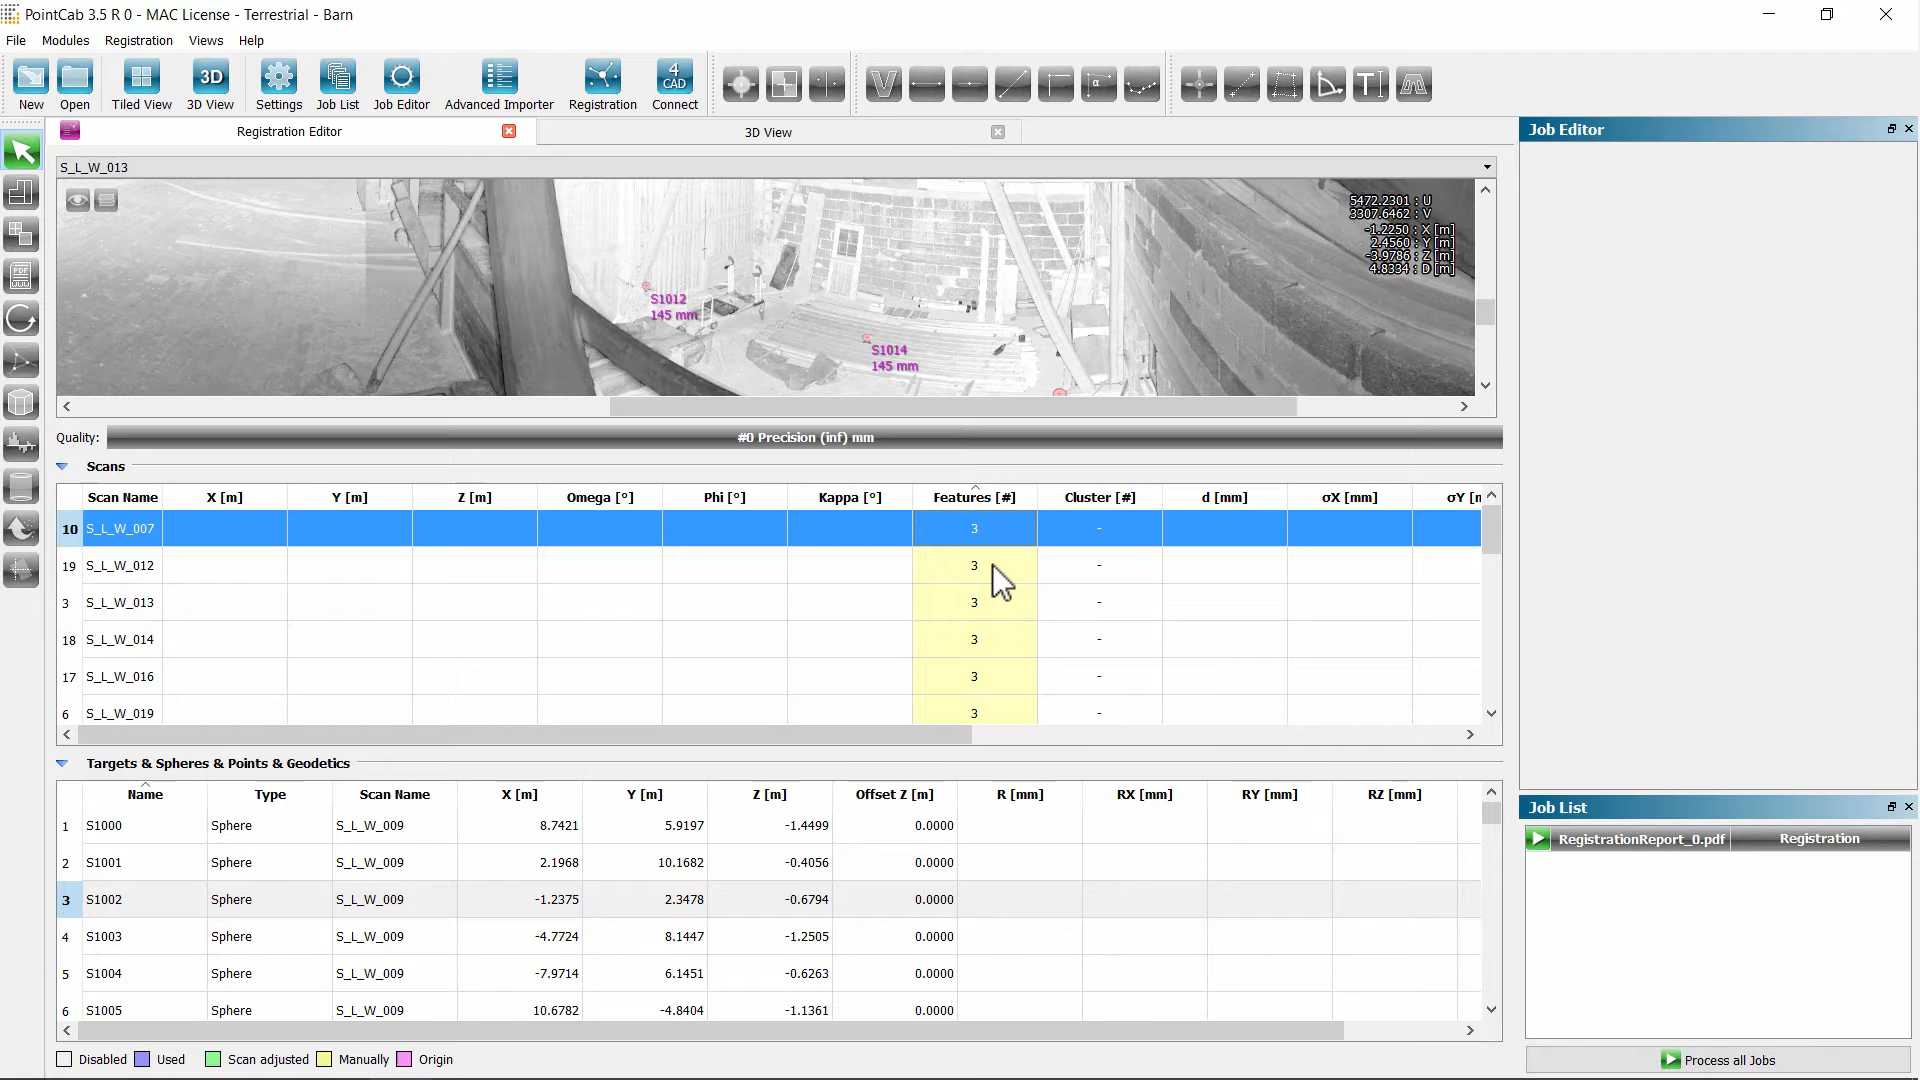 PointCab 3.5 R 0 - MAC License - Terrestrial - Barn
File Modules Registration Views Help
New Open Tiled View 3D View Settings Job List Job Editor Advanced Importer Registration Connect
3D
4 CAD
PDF
Registration Editor 3D View
Job Editor
S_L_W_013
5472.2301 : U
3307.6462 : V
-1.2250 : X [m]
2.4560 : Y [m]
-3.9786 : Z [m]
4.8334 : D [m]
S1012
145 mm
S1014
145 mm
Quality: #0 Precision (inf) mm
Scans
Scan Name X [m] Y [m] Z [m] Omega [°] Phi [°] Kappa [°] Features [#] Cluster [#] d [mm] σX [mm] σY [m
10 S_L_W_007 3 -
19 S_L_W_012 3 -
3 S_L_W_013 3 -
18 S_L_W_014 3 -
17 S_L_W_016 3 -
6 S_L_W_019 3 -
Targets & Spheres & Points & Geodetics
Name Type Scan Name X [m] Y [m] Z [m] Offset Z [m] R [mm] RX [mm] RY [mm] RZ [mm]
1 S1000 Sphere S_L_W_009 8.7421 5.9197 -1.4499 0.0000
2 S1001 Sphere S_L_W_009 2.1968 10.1682 -0.4056 0.0000
3 S1002 Sphere S_L_W_009 -1.2375 2.3478 -0.6794 0.0000
4 S1003 Sphere S_L_W_009 -4.7724 8.1447 -1.2505 0.0000
5 S1004 Sphere S_L_W_009 -7.9714 6.1451 -0.6263 0.0000
6 S1005 Sphere S_L_W_009 10.6782 -4.8404 -1.1361 0.0000
Disabled Used Scan adjusted Manually Origin
Job List
RegistrationReport_0.pdf Registration
Process all Jobs